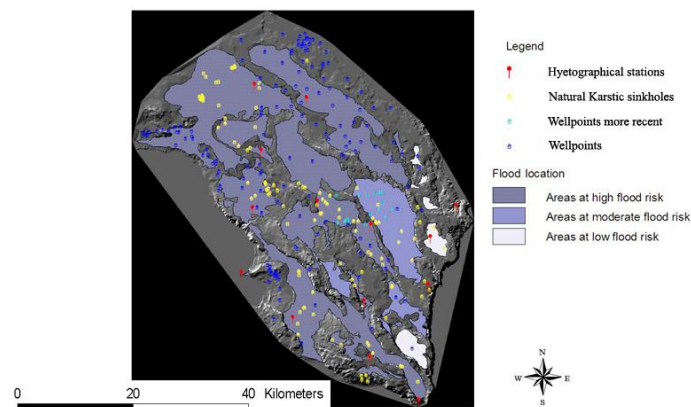 Legend
Hyetographical stations
Natural Karstic sinkholes
Wellpoints more recent
Wellpoints
Flood location
Areas at high flood risk
Areas at moderate flood risk
Areas at low flood risk
N
W E
S
0 20 40 Kilometers